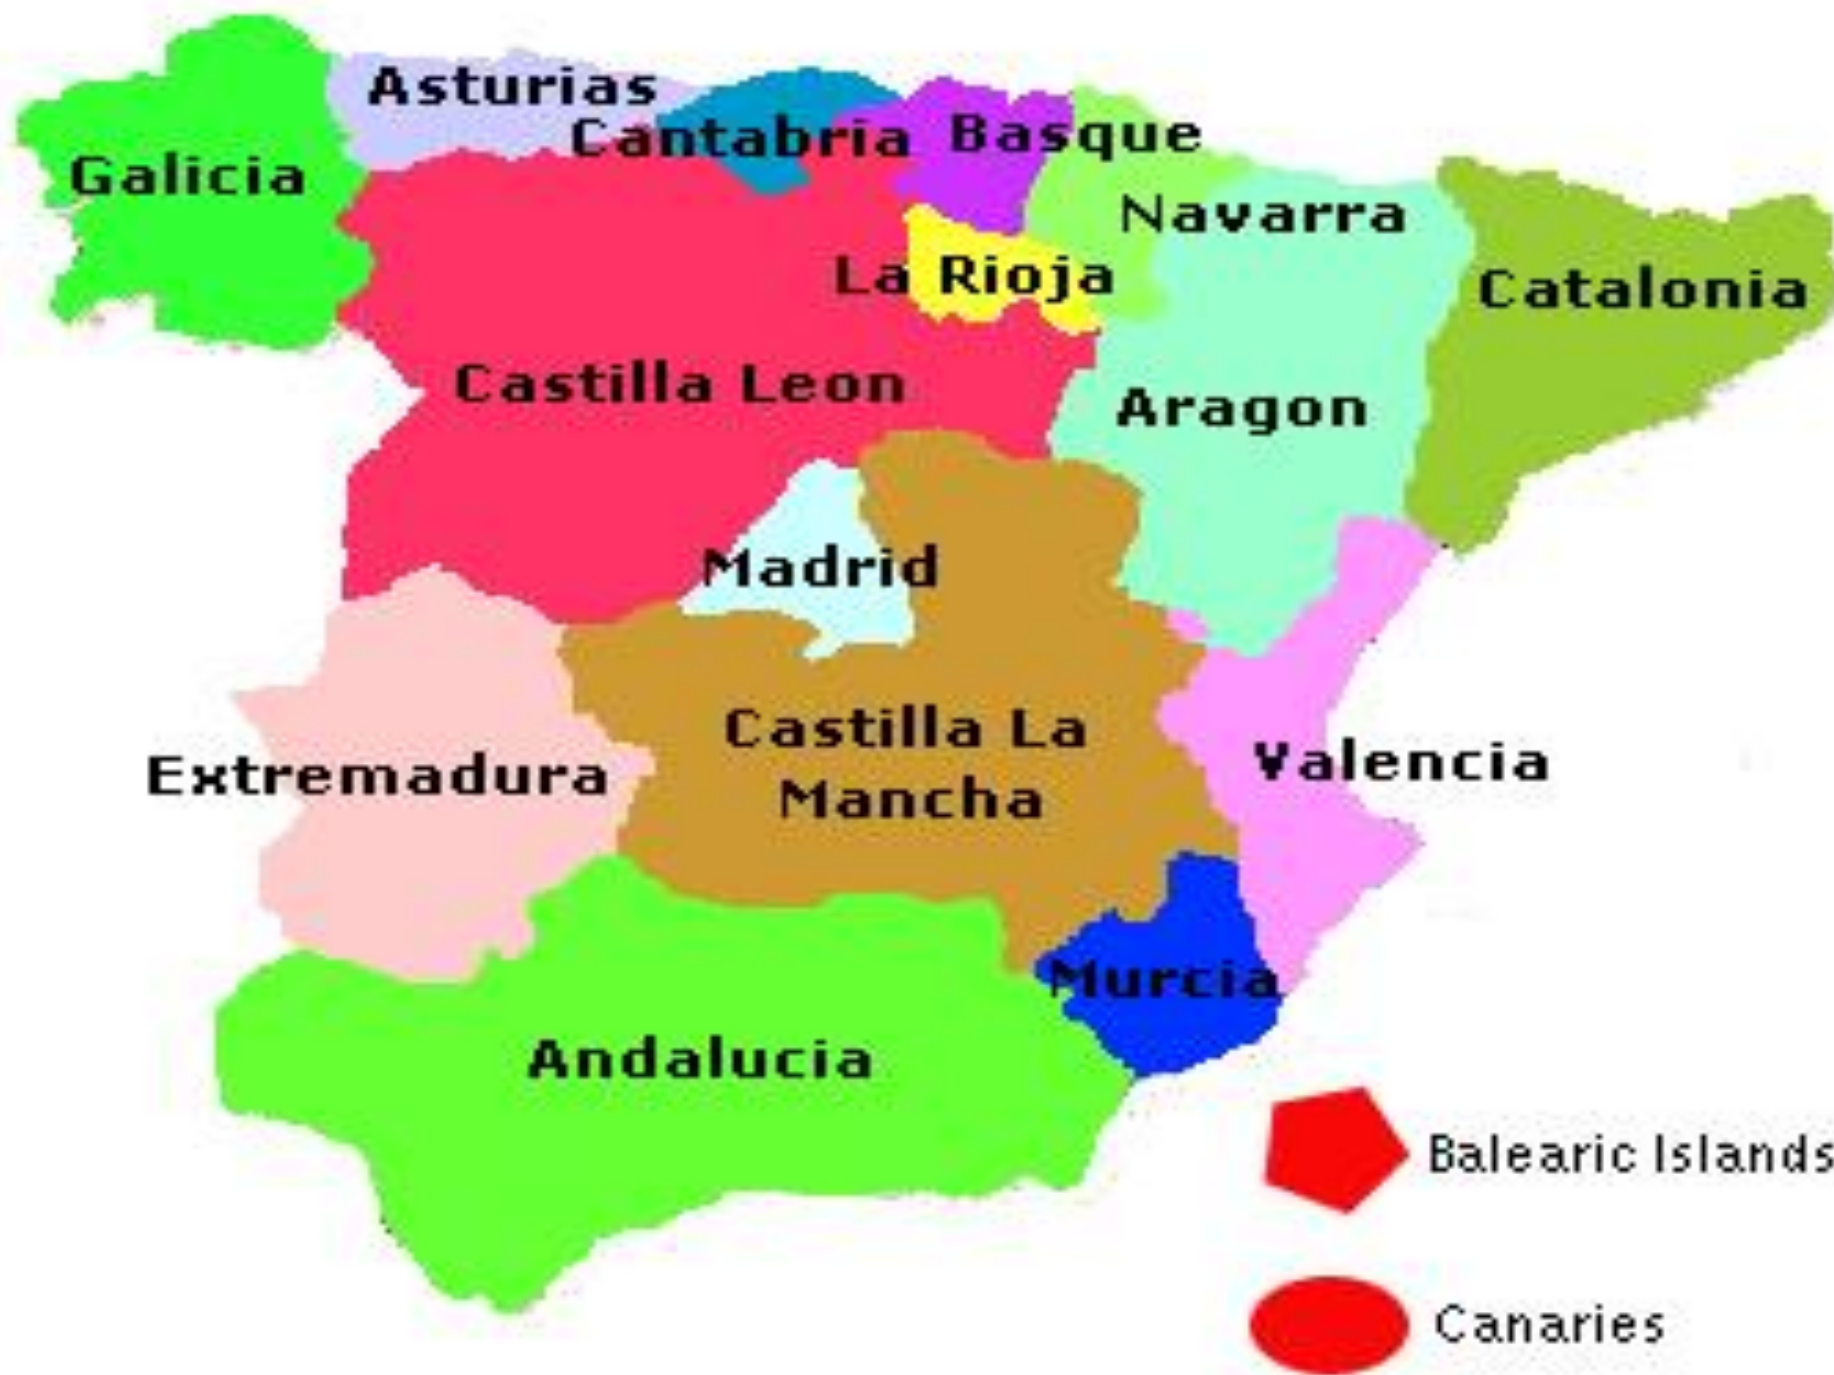 Asturias
Cantabria
Basque
Galicia
Navarra
La Rioja
Catalonia
Castilla Leon
Aragon
Madrid
Castilla La
Mancha
Valencia
Extremadura
Murcia
Andalucia
Balearic Islands
Canaries